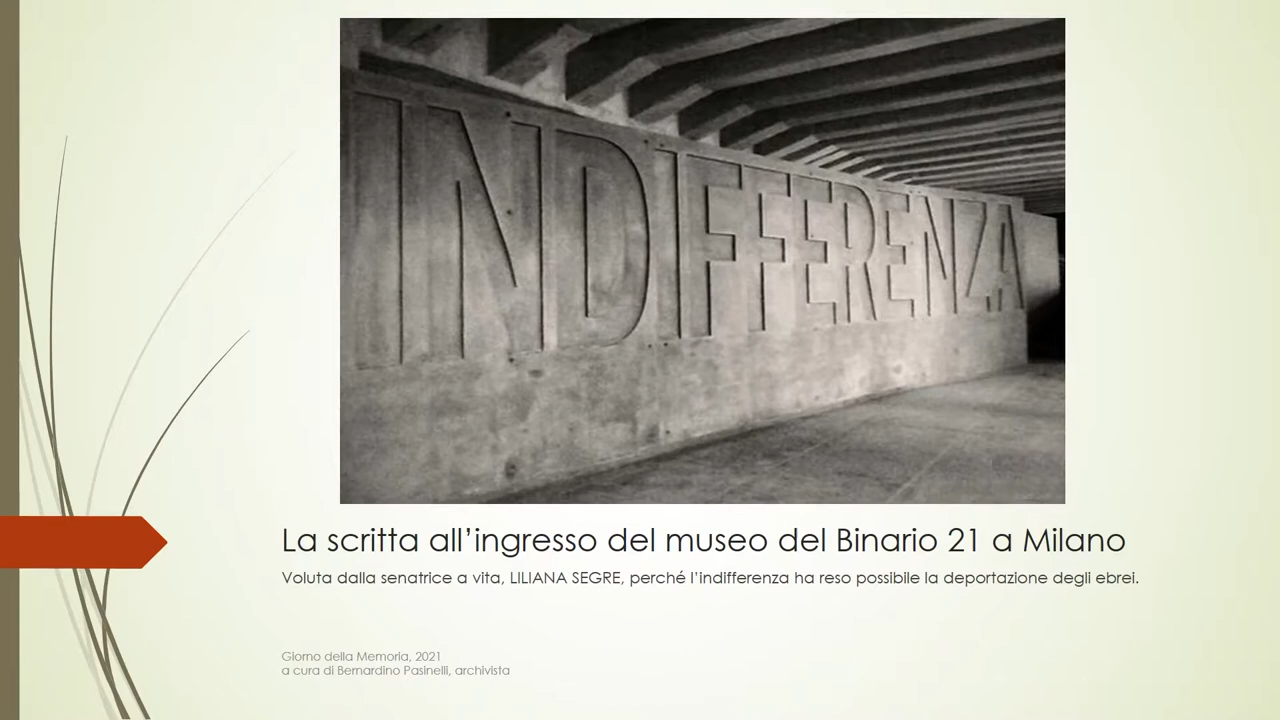 INDIFFERENZA
La scritta all’ingresso del museo del Binario 21 a Milano
Voluta dalla senatrice a vita, LILIANA SEGRE, perché l’indifferenza ha reso possibile la deportazione degli ebrei.
Giorno della Memoria, 2021
a cura di Bernardino Pasinelli, archivista